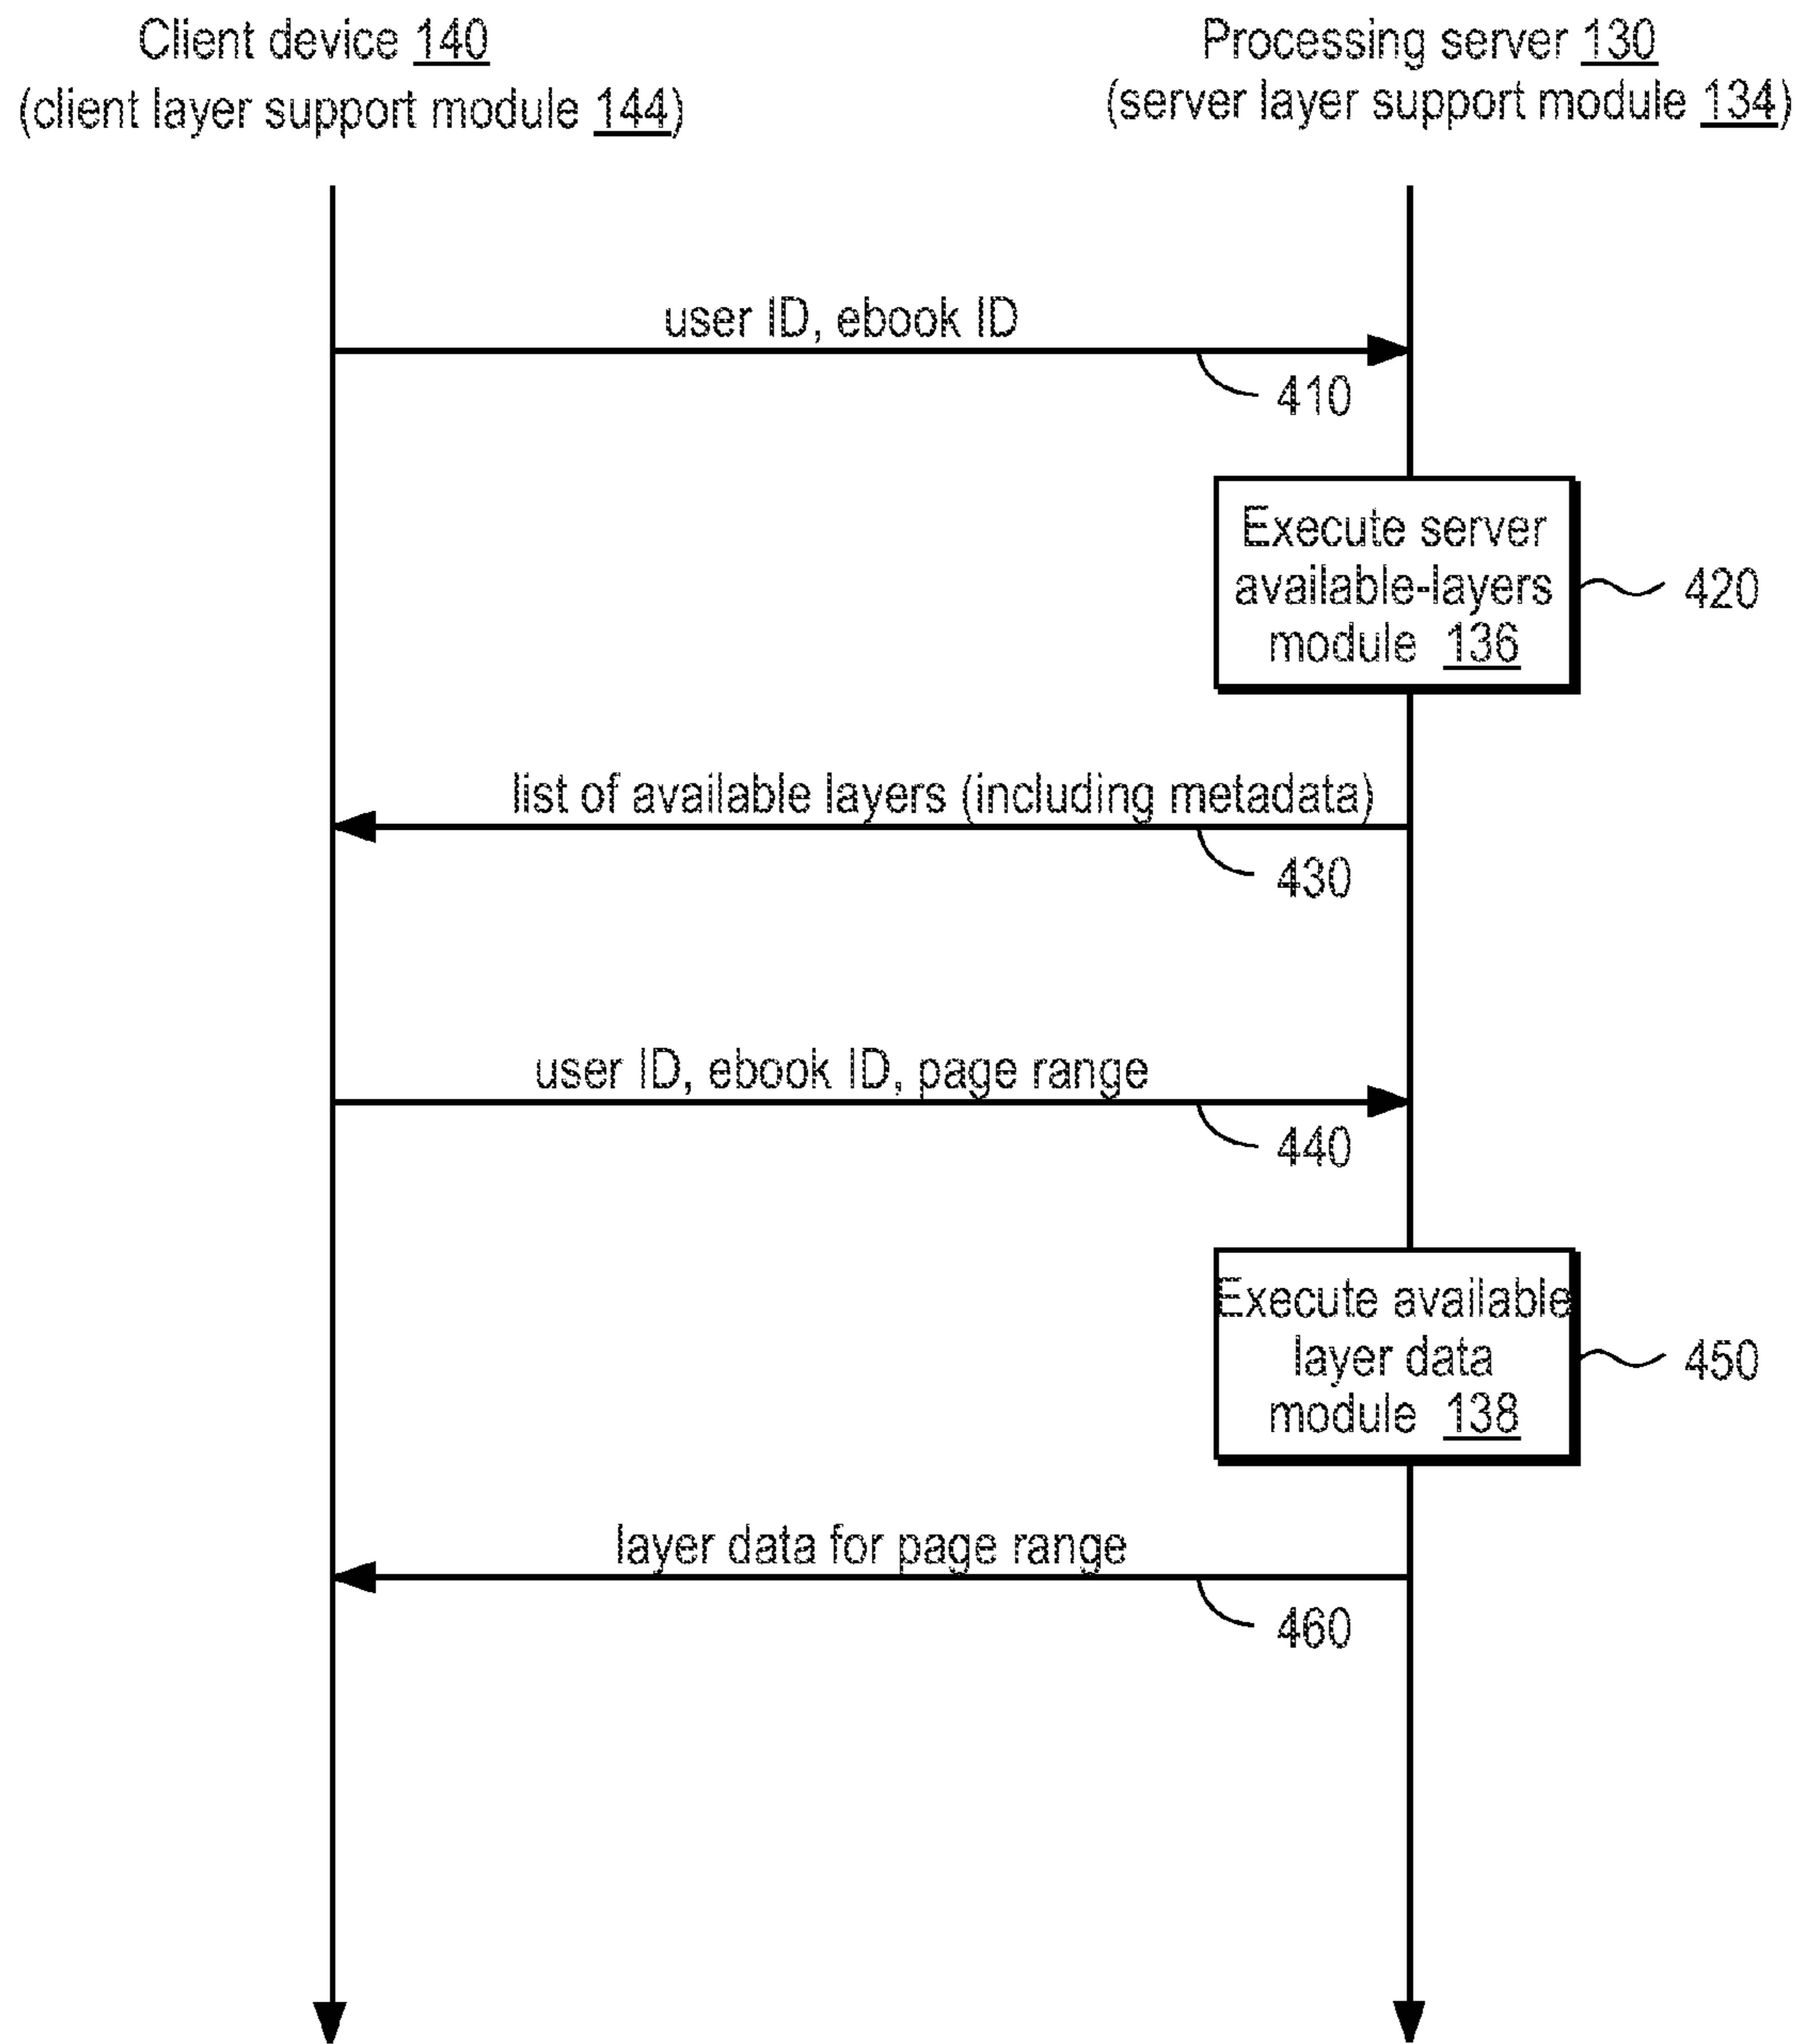 Client device 140
(client layer support module 144)
Processing server 130
(server layer support module 134)
user ID, ebook ID
410
Execute server
available-layers
module 136
420
list of available layers (including metadata)
430
user ID, ebook ID, page range
440
Execute available
layer data
module 138
450
layer data for page range
460